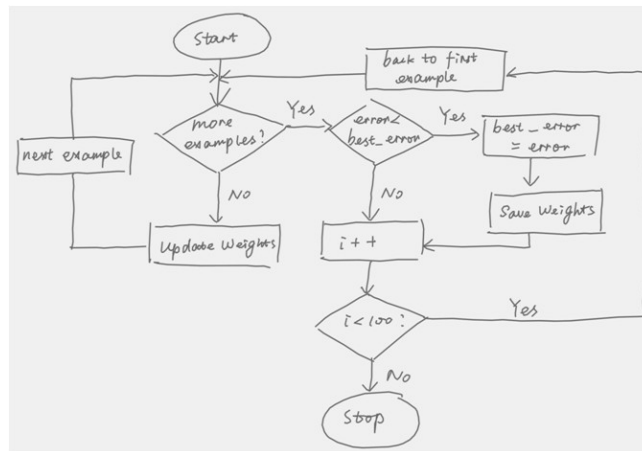 Start
back to first
example
more
examples?
Yes
error<
best_error
Yes
best_error
= error
next example
No
No
Save Weights
Update Weights
i++
i<100?
Yes
No
Stop